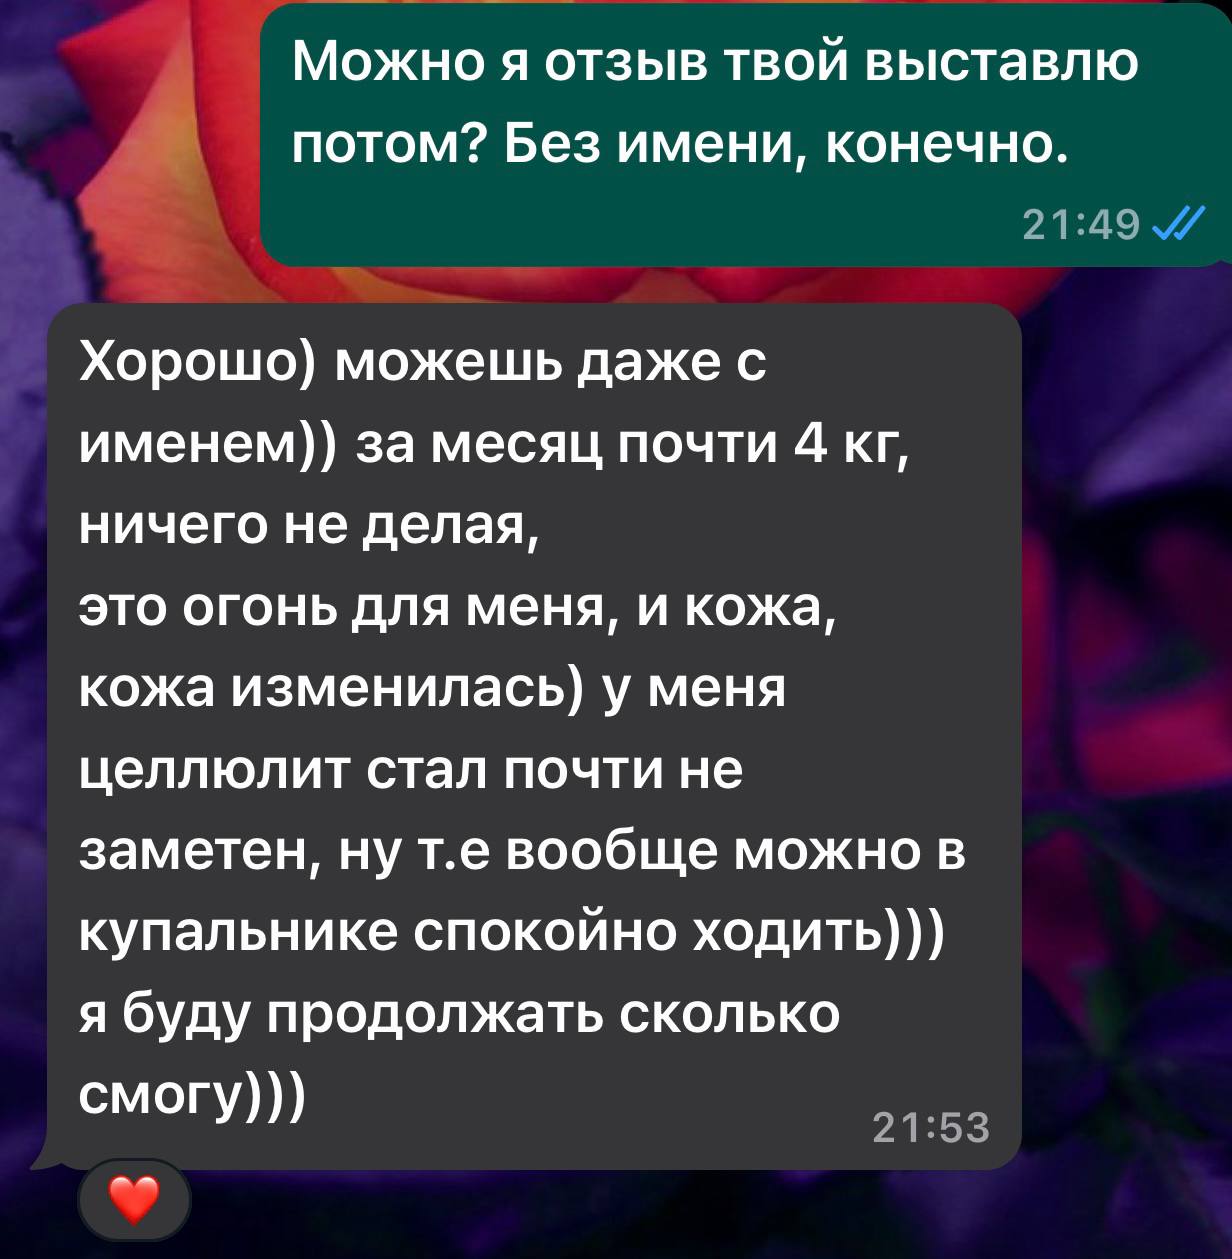 Можно я отзыв твой выставлю
потом? Без имени, конечно.
21:49
Хорошо) можешь даже с
именем)) за месяц почти 4 кг,
ничего не делая,
это огонь для меня, и кожа,
кожа изменилась) у меня
целлюлит стал почти не
заметен, ну т.е вообще можно в
купальнике спокойно ходить)))
я буду продолжать сколько
смогу)))
21:53